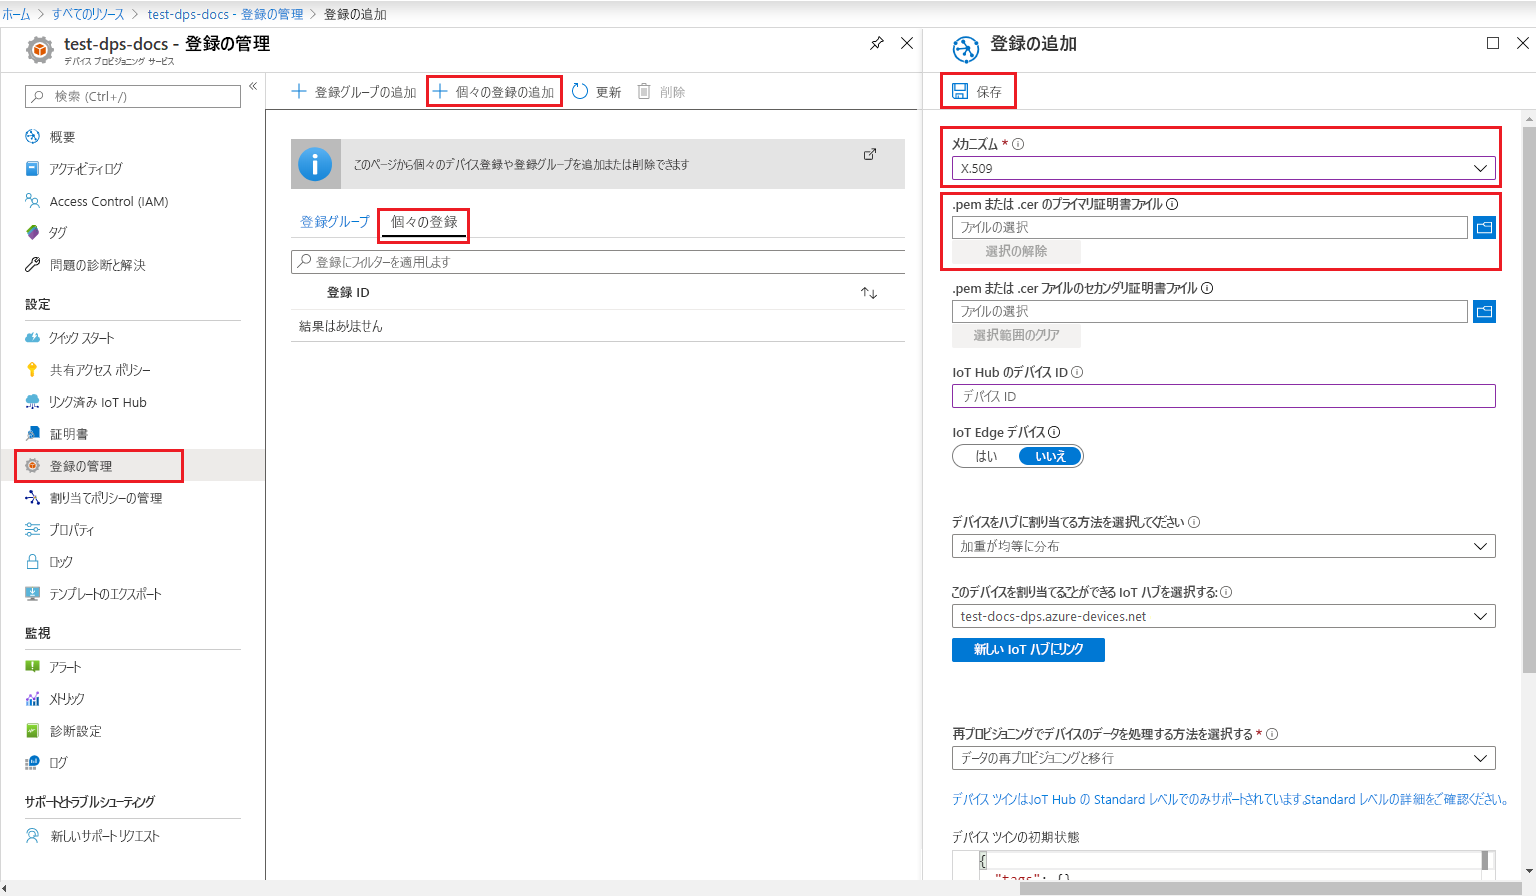 ホーム > すべてのリソース > test-dps-docs - 登録の管理 > 登録の追加
test-dps-docs - 登録の管理
デバイス プロビジョニング サービス
検索 (Ctrl+/)
概要
アクティビティ ログ
Access Control (IAM)
タグ
問題の診断と解決
設定
クイック スタート
共有アクセス ポリシー
リンク済み IoT Hub
証明書
登録の管理
割り当てポリシーの管理
プロパティ
ロック
テンプレートのエクスポート
監視
アラート
メトリック
診断設定
ログ
サポートとトラブルシューティング
新しいサポート リクエスト
登録グループの追加 個々の登録の追加 更新 削除
このページから個々のデバイス登録や登録グループを追加または削除できます
登録グループ 個々の登録
登録にフィルターを適用します
登録 ID
結果はありません
登録の追加
保存
メカニズム *
X.509
.pem または .cer のプライマリ証明書ファイル
ファイルの選択
選択の解除
.pem または .cer ファイルのセカンダリ証明書ファイル
ファイルの選択
選択範囲のクリア
IoT Hub のデバイス ID
デバイス ID
IoT Edge デバイス
はい いいえ
デバイスをハブに割り当てる方法を選択してください
加重が均等に分布
このデバイスを割り当てることができる IoT ハブを選択する:
test-docs-dps.azure-devices.net
新しい IoT ハブにリンク
再プロビジョニングでデバイスのデータを処理する方法を選択する *
データの再プロビジョニングと移行
デバイス ツインは、IoT Hub の Standard レベルでのみサポートされています。Standard レベルの詳細をご確認ください。
デバイス ツインの初期状態
{
"tags": {},